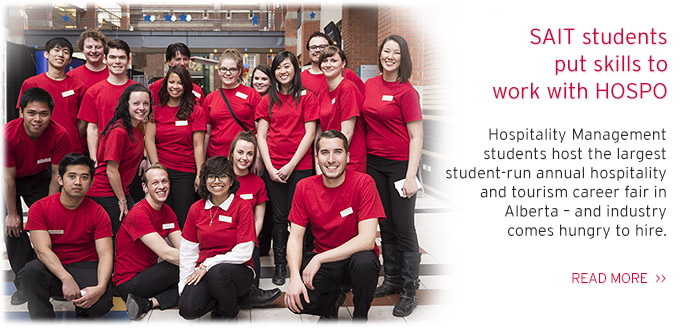 SAIT students
put skills to
work with HOSPO
Hospitality Management
students host the largest
student-run annual hospitality
and tourism career fair in
Alberta – and industry
comes hungry to hire.
READ MORE >>